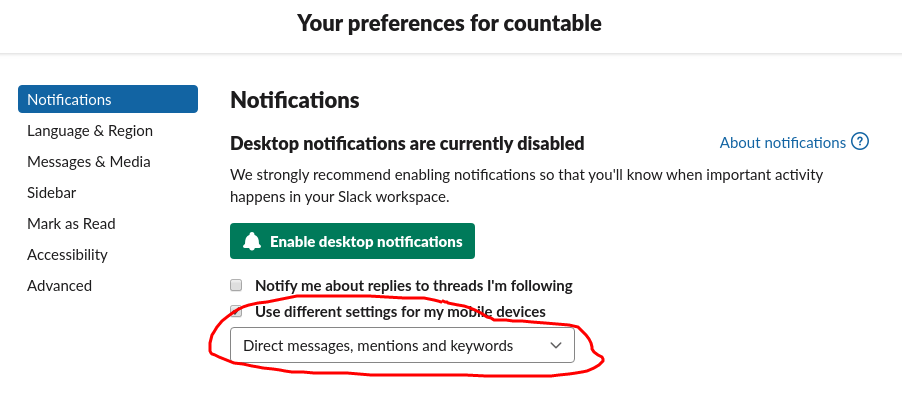 Your preferences for countable
Notifications
Language & Region
Messages & Media
Sidebar
Mark as Read
Accessibility
Advanced
Notifications
Desktop notifications are currently disabled
About notifications ?
We strongly recommend enabling notifications so that you'll know when important activity
happens in your Slack workspace.
Enable desktop notifications
Notify me about replies to threads I'm following
Use different settings for my mobile devices
Direct messages, mentions and keywords